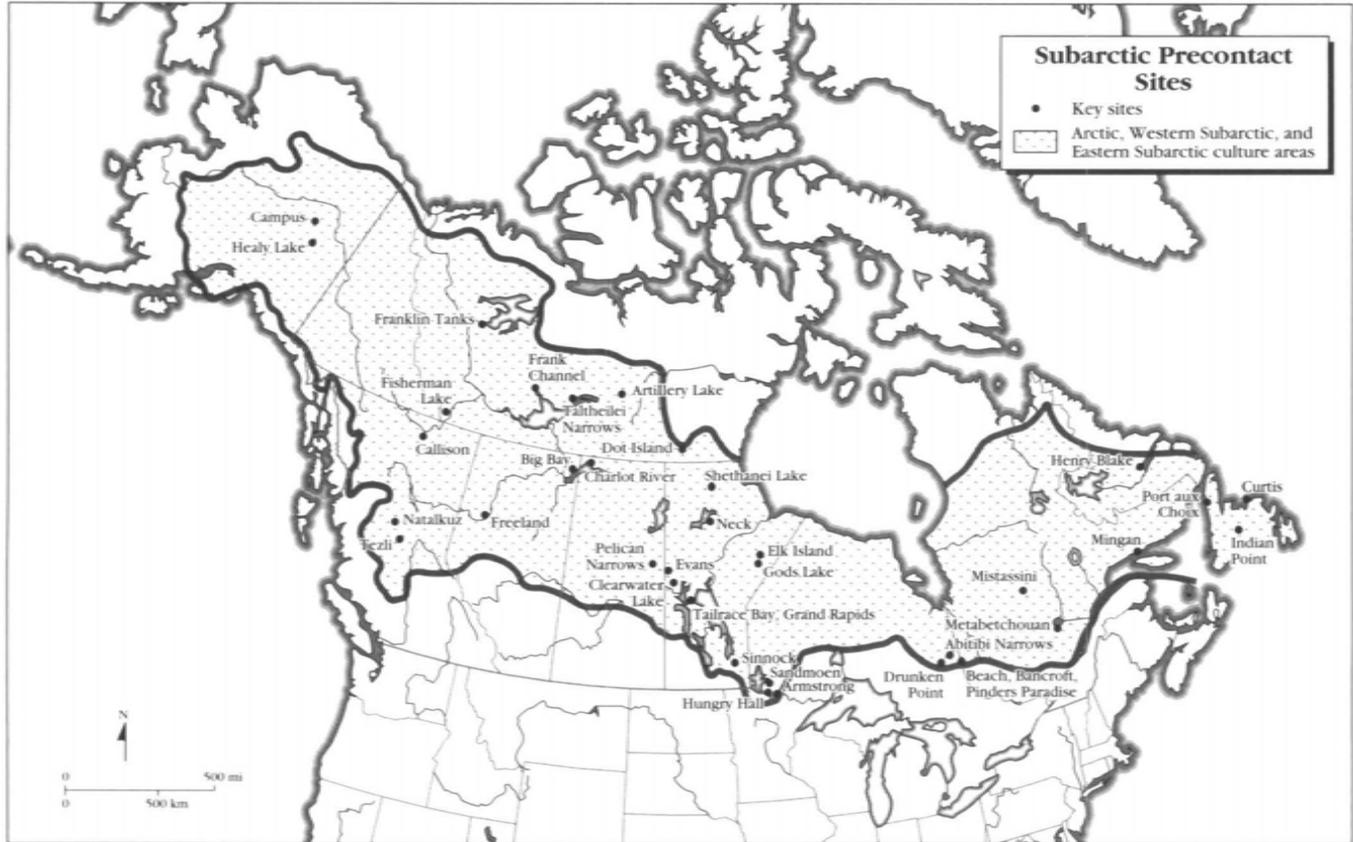 Subarctic Precontact
Sites
Key sites
Arctic, Western Subarctic, and
Eastern Subarctic culture areas
Campus
Healy Lake
Franklin Tanks
Frank
Channel
Fisherman
Lake
Artillery Lake
Taltheilei
Narrows
Callison
Dot Island
Big Bay
Charlot River
Shethanei Lake
Henry Blake
Port aux
Choix
Curtis
Natalkuz
Freeland
Neck
Tezli
Indian
Point
Mingan
Pelican
Narrows
Evans
Elk Island
Gods Lake
Clearwater
Lake
Mistassini
Tailrace Bay, Grand Rapids
Metabetchouan
Abitibi Narrows
Sinnock
Sandmoen
Armstrong
Hungry Hall
Drunken
Point
Beach, Bancroft,
Pinders Paradise
N
0 500 mi
0 500 km